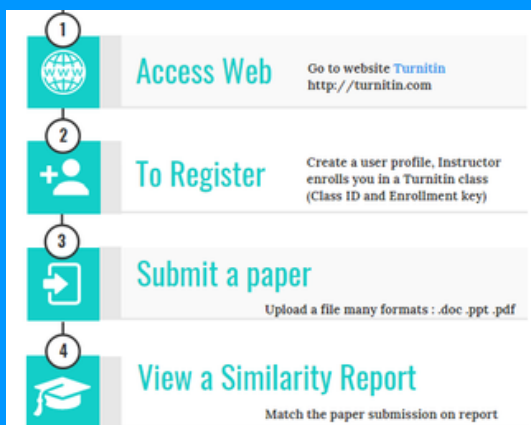 1
www
Access Web
Go to website Turnitin
http://turnitin.com
2
To Register
Create a user profile, Instructor
enrolls you in a Turnitin class
(Class ID and Enrollment key)
3
Submit a paper
Upload a file many formats : .doc .ppt .pdf
4
View a Similarity Report
Match the paper submission on report